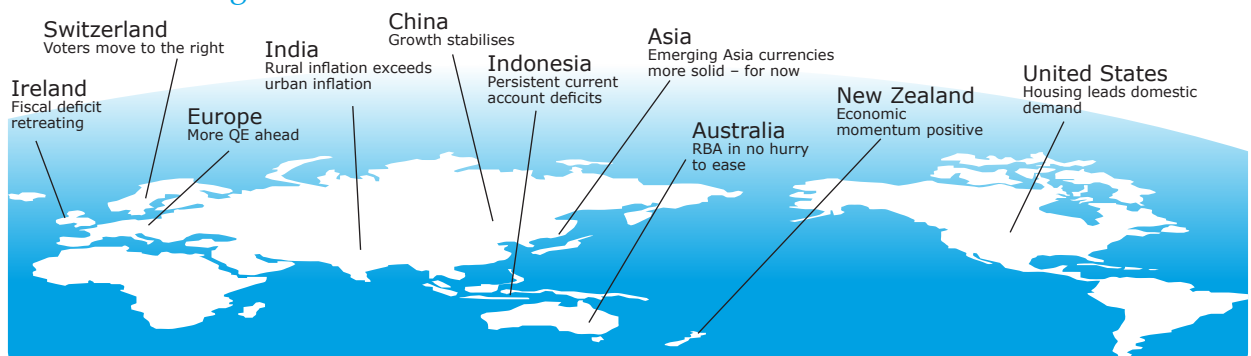 Switzerland
Voters move to the right
Ireland
Fiscal deficit
retreating
Europe
More QE ahead
India
Rural inflation exceeds
urban inflation
China
Growth stabilises
Indonesia
Persistent current
account deficits
Asia
Emerging Asia currencies
more solid – for now
Australia
RBA in no hurry
to ease
New Zealand
Economic
momentum positive
United States
Housing leads domestic
demand